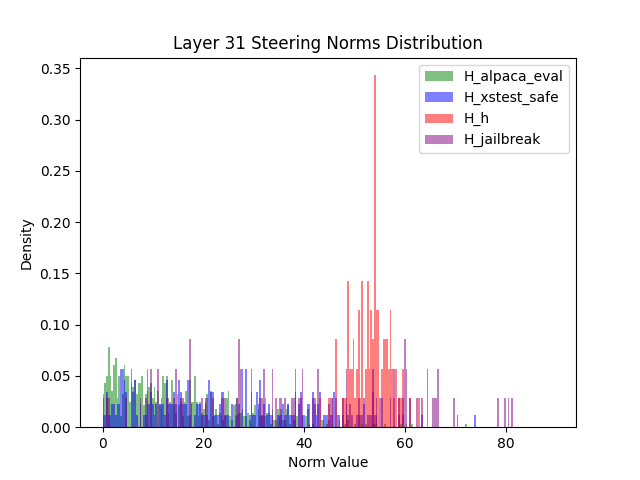 Layer 31 Steering Norms Distribution
H_alpaca_eval
H_xstest_safe
H_h
H_jailbreak
0.35
0.30
0.25
0.20
0.15
0.10
0.05
0.00
Density
0 20 40 60 80
Norm Value